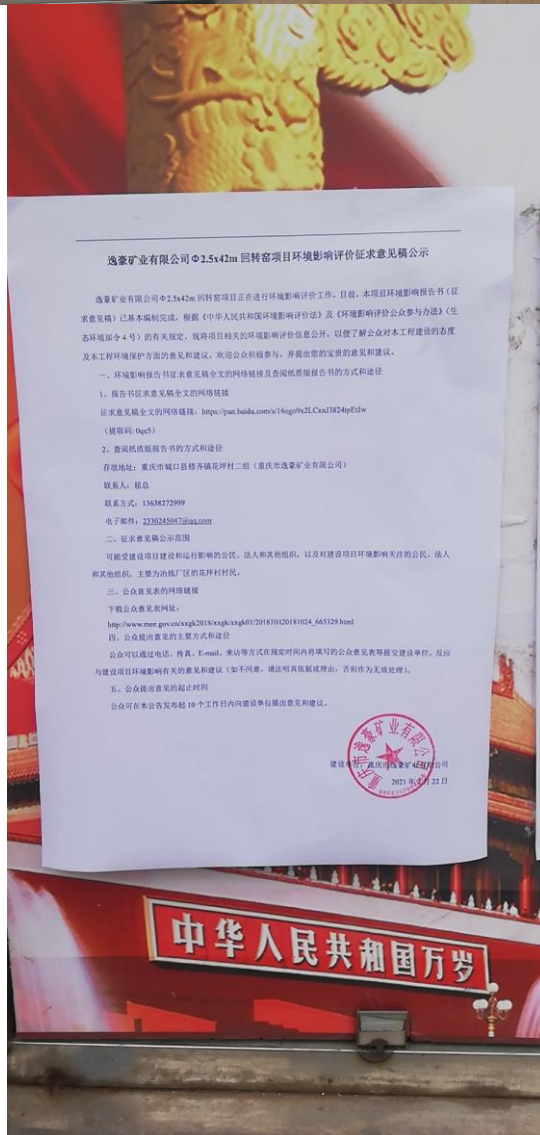 逸豪矿业有限公司Φ2.5x42m 回转窑项目环境影响评价征求意见稿公示
逸豪矿业有限公司Φ2.5x42m 回转窑项目正在进行环境影响评价工作。目前，本项目环境影响报告书（征
求意见稿）已基本编制完成。根据《中华人民共和国环境影响评价法》及《环境影响评价公众参与办法》（生
态环境部令 4 号）的有关规定，现将项目相关的环境影响评价信息公开，以便了解公众对本工程建设的态度
及本工程环境保护方面的意见和建议。欢迎公众积极参与，并提出您的宝贵的意见和建议。
一、环境影响报告书征求意见稿全文的网络链接及查阅纸质版报告书的方式和途径
1、报告书征求意见稿全文的网络链接
征求意见稿全文的网络链接：https://pan.baidu.com/s/16ogo9x2LCxnJ3824tpEtJw
（提取码: 0qe5）
2、查阅纸质版报告书的方式和途径
存放地址：重庆市城口县修齐镇花坪村二组（重庆市逸豪矿业有限公司）
联系人：屈总
联系方式：13638272999
电子邮件：2330245047@qq.com
二、征求意见稿公示范围
可能受建设项目建设和运行影响的公民、法人和其他组织，以及对建设项目环境影响关注的公民、法人
和其他组织，主要为冶炼厂区的花坪村村民。
三、公众意见表的网络链接
下载公众意见表网址：
http://www.mee.gov.cn/xxgk2018/xxgk/xxgk01/201810/t20181024_665329.html
四、公众提出意见的主要方式和途径
公众可以通过电话、传真、E-mail、来访等方式在规定时间内将填写的公众意见表等提交建设单位，反应
与建设项目环境影响有关的意见和建议（如不同意，请注明其依据或理由，否则作为无效处理）。
五、公众提出意见的起止时间
公众可在本公告发布起 10 个工作日内向建设单位提出意见和建议。
建设单位：重庆市逸豪矿业有限公司
2021 年 月 22 日
重庆市逸豪矿业有限公司
中华人民共和国万岁